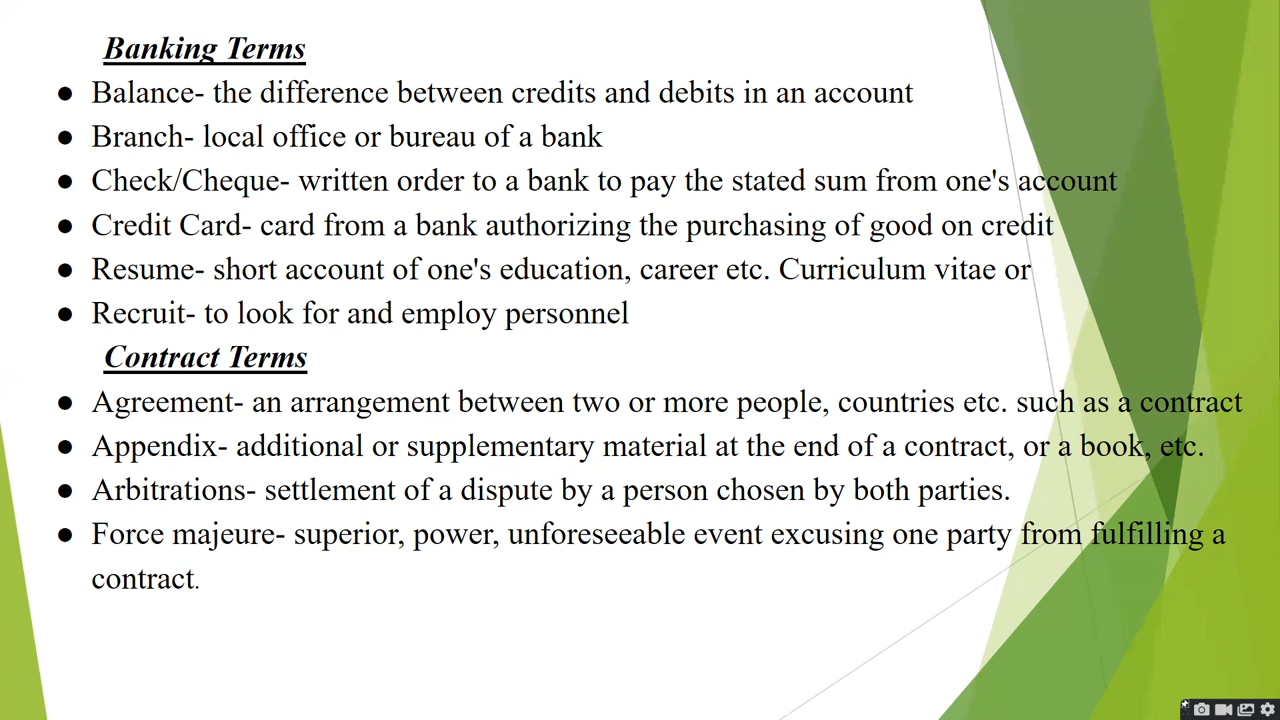 Banking Terms
● Balance- the difference between credits and debits in an account
● Branch- local office or bureau of a bank
● Check/Cheque- written order to a bank to pay the stated sum from one's account
● Credit Card- card from a bank authorizing the purchasing of good on credit
● Resume- short account of one's education, career etc. Curriculum vitae or
● Recruit- to look for and employ personnel
Contract Terms
● Agreement- an arrangement between two or more people, countries etc. such as a contract
● Appendix- additional or supplementary material at the end of a contract, or a book, etc.
● Arbitrations- settlement of a dispute by a person chosen by both parties.
● Force majeure- superior, power, unforeseeable event excusing one party from fulfilling a
contract.